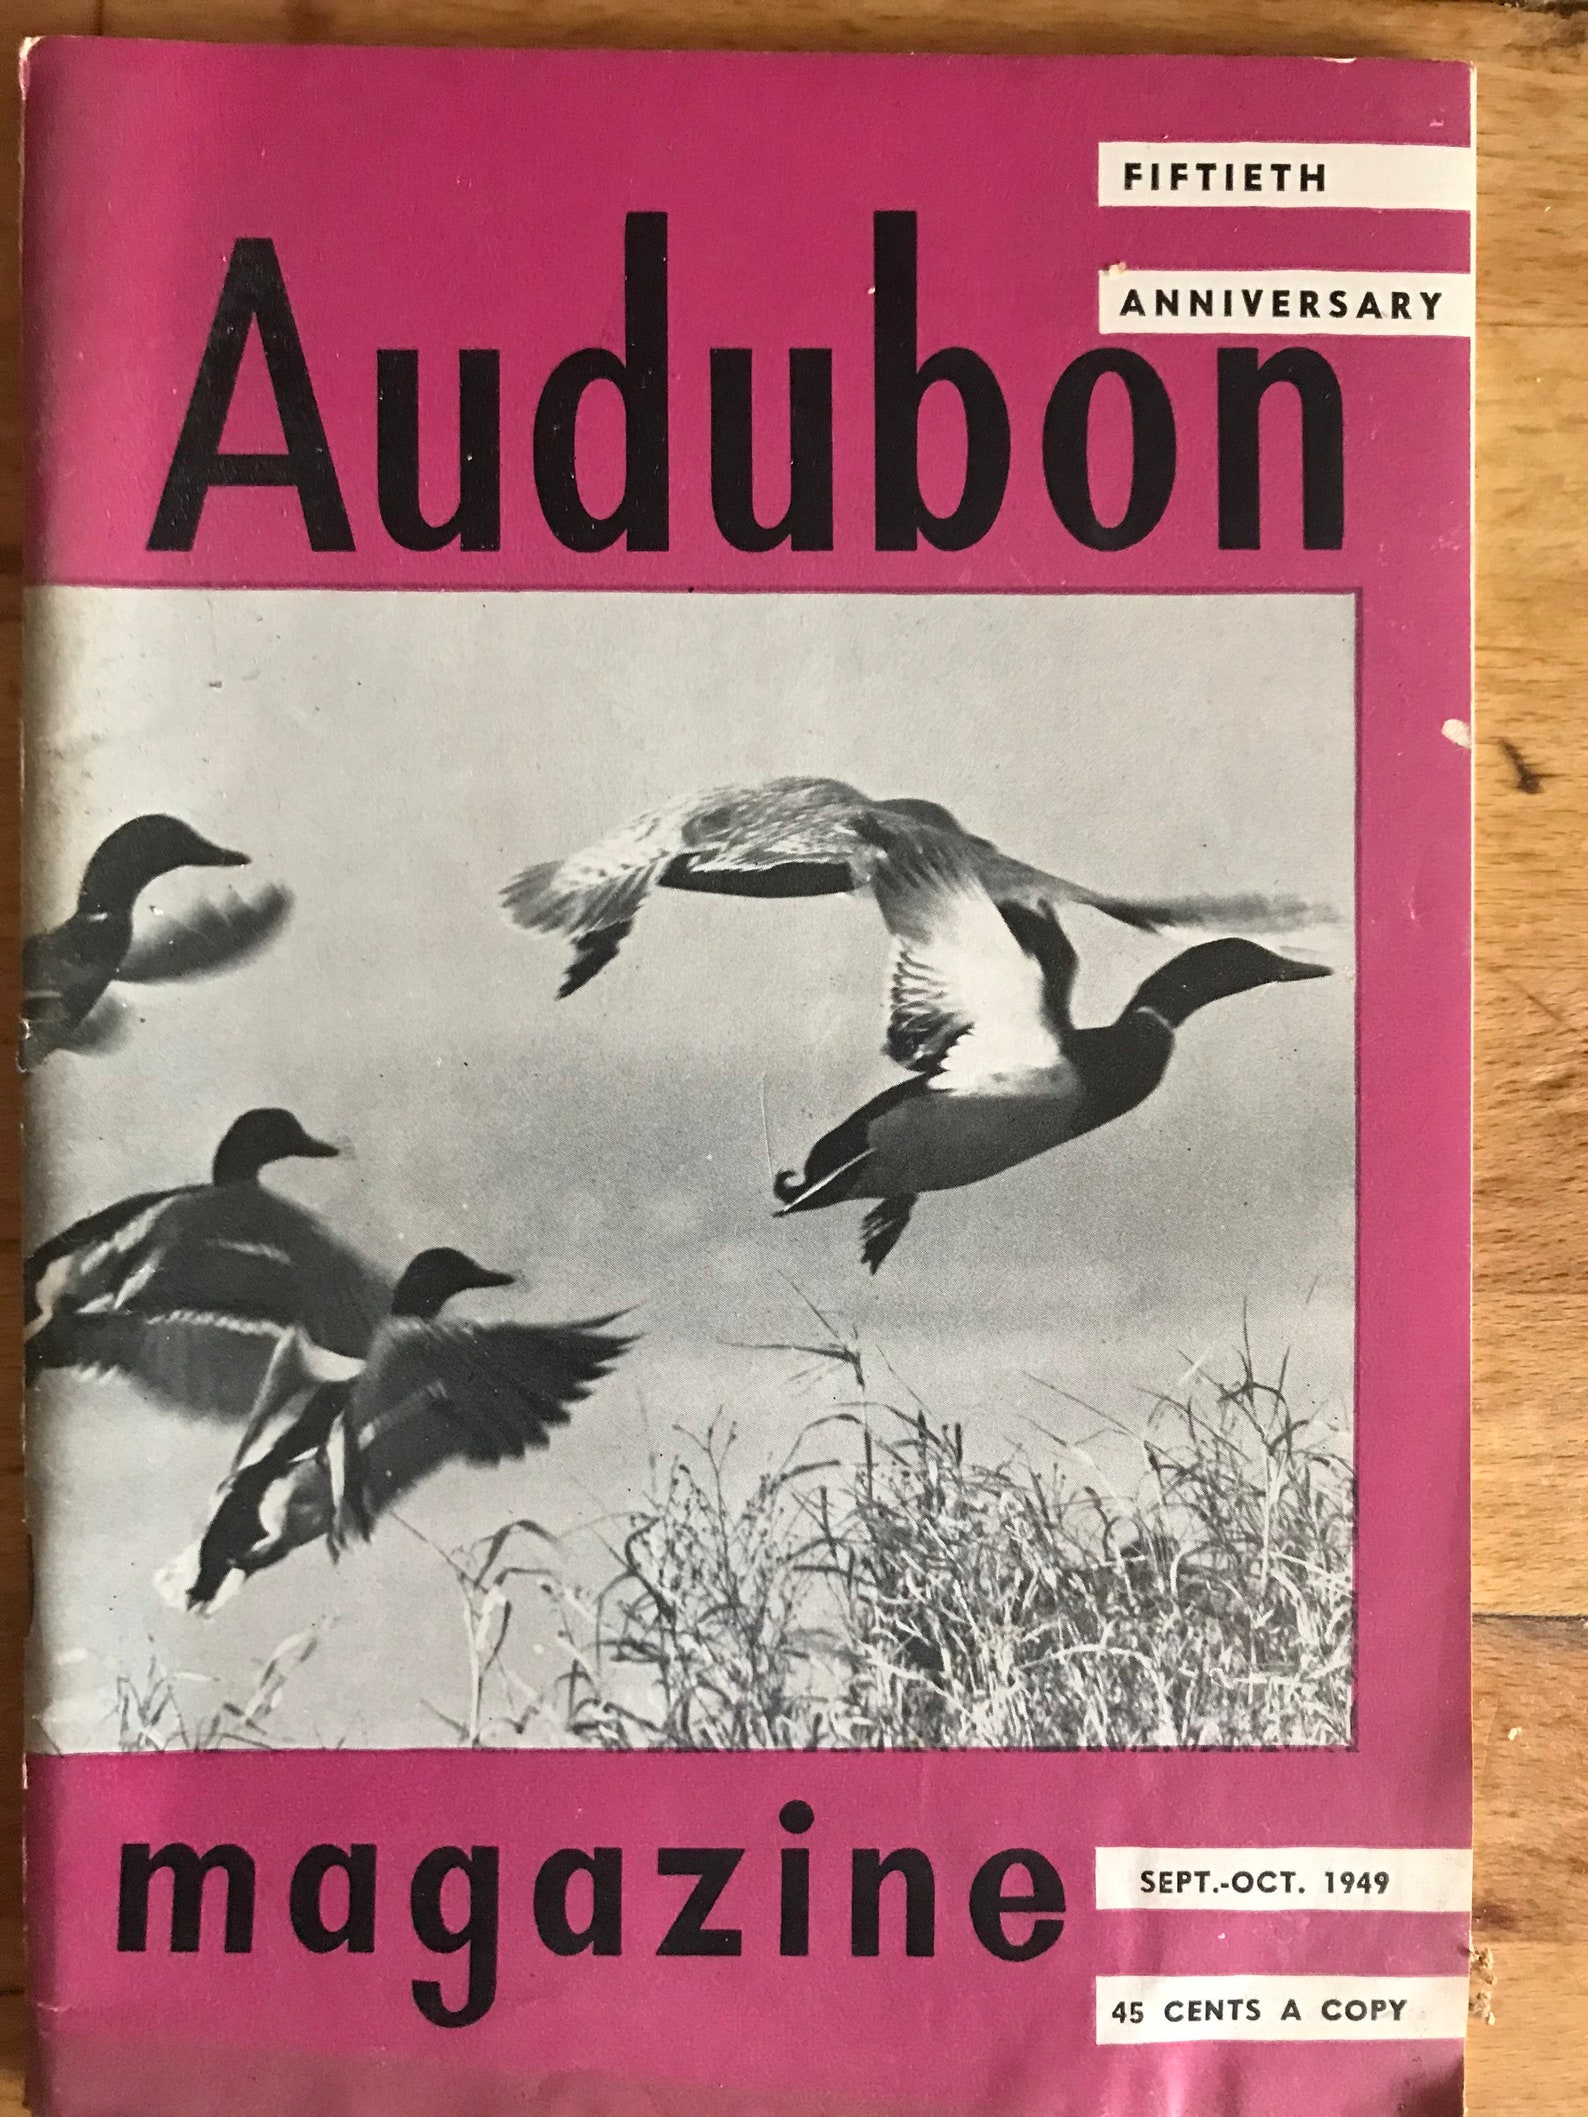 FIFTIETH
ANNIVERSARY
Audubon
magazine
SEPT.-OCT. 1949
45 CENTS A COPY